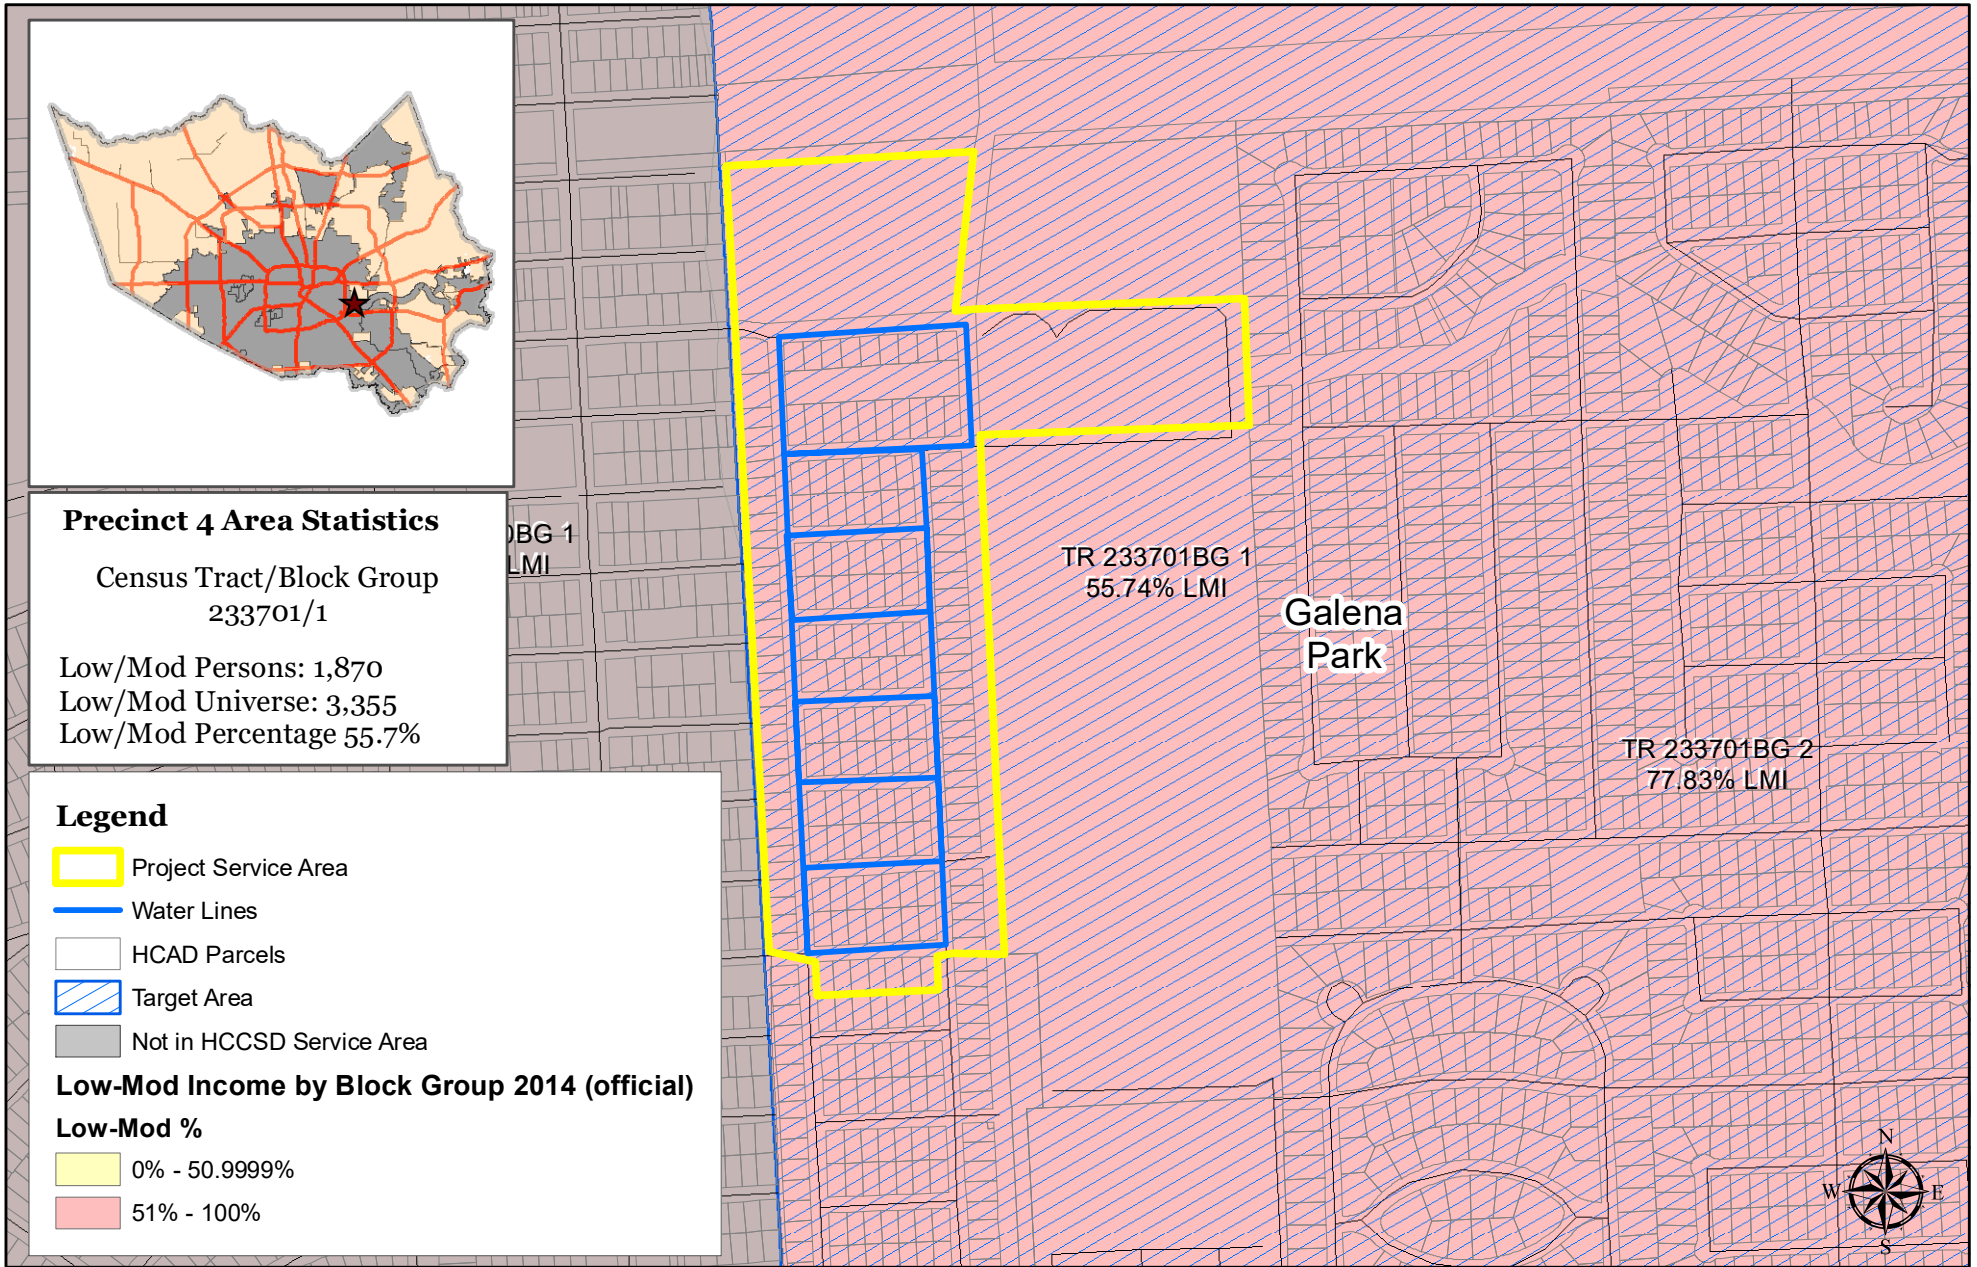 Precinct 4 Area Statistics
Census Tract/Block Group
233701/1
Low/Mod Persons: 1,870
Low/Mod Universe: 3,355
Low/Mod Percentage 55.7%
BG 1
LMI
TR 233701BG 1
55.74% LMI
Galena
Park
TR 233701BG 2
77.83% LMI
Legend
Project Service Area
Water Lines
HCAD Parcels
Target Area
Not in HCCSD Service Area
Low-Mod Income by Block Group 2014 (official)
Low-Mod %
0% - 50.9999%
51% - 100%
N
W
E
S